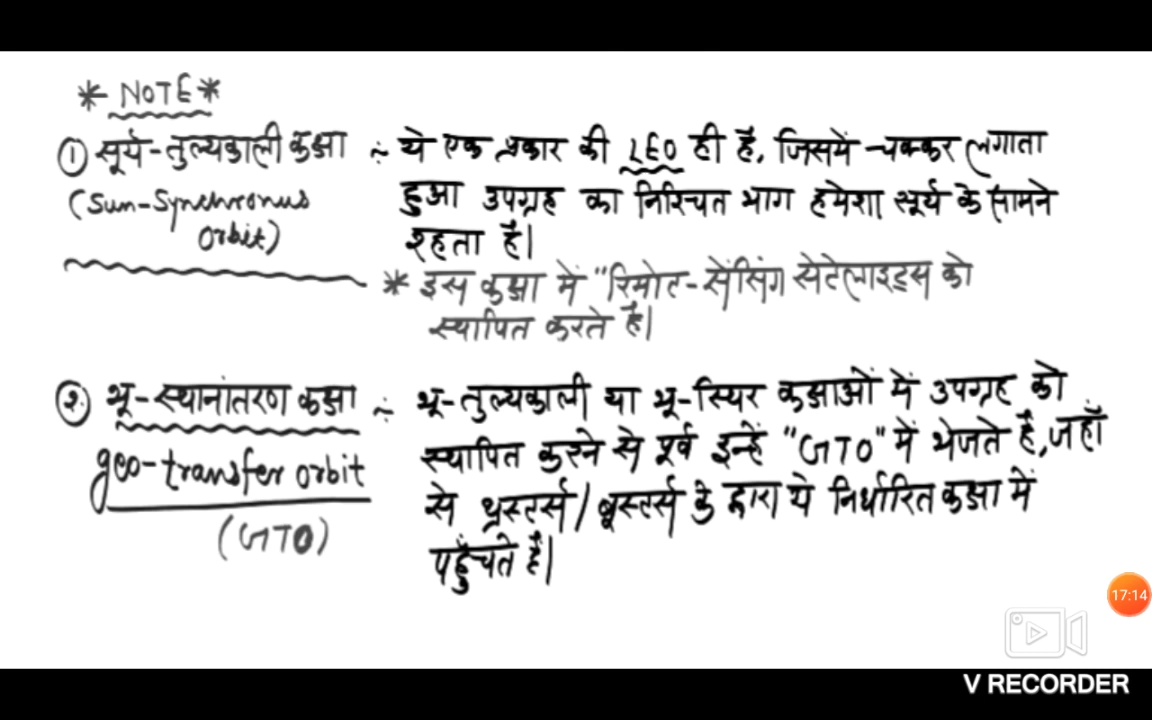 * NOTE *
① सूर्य-तुल्यकाली कक्षा ÷ ये एक प्रकार की LEO ही है, जिसमें चक्कर लगाता
(Sun-Synchronus हुआ उपग्रह का निश्चित भाग हमेशा सूर्य के सामने
orbit) रहता है।
* इस कक्षा में "रिमोट-सेंसिंग सेटेलाइट्स को
स्थापित करते है।
②. भू-स्थानांतरण कक्षा ÷ भू-तुल्यकाली या भू-स्थिर कक्षाओं में उपग्रह को
geo-transfer orbit स्थापित करने से पूर्व इन्हें "GTO" में भेजते है, जहाँ
(GTO) से थ्रस्टर्स/बूस्टर्स के द्वारा ये निर्धारित कक्षा में
पहुँचते है।
17:14
V RECORDER